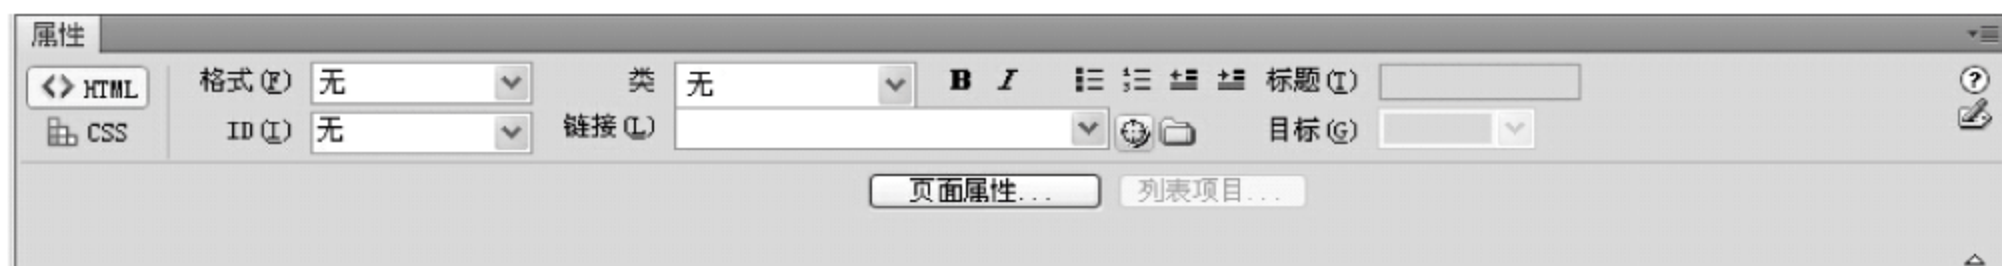 属性
HTML 格式(F) 无 类 无 B I 标题(T)
CSS ID(I) 无 链接(L) 目标(G)
页面属性... 列表项目...